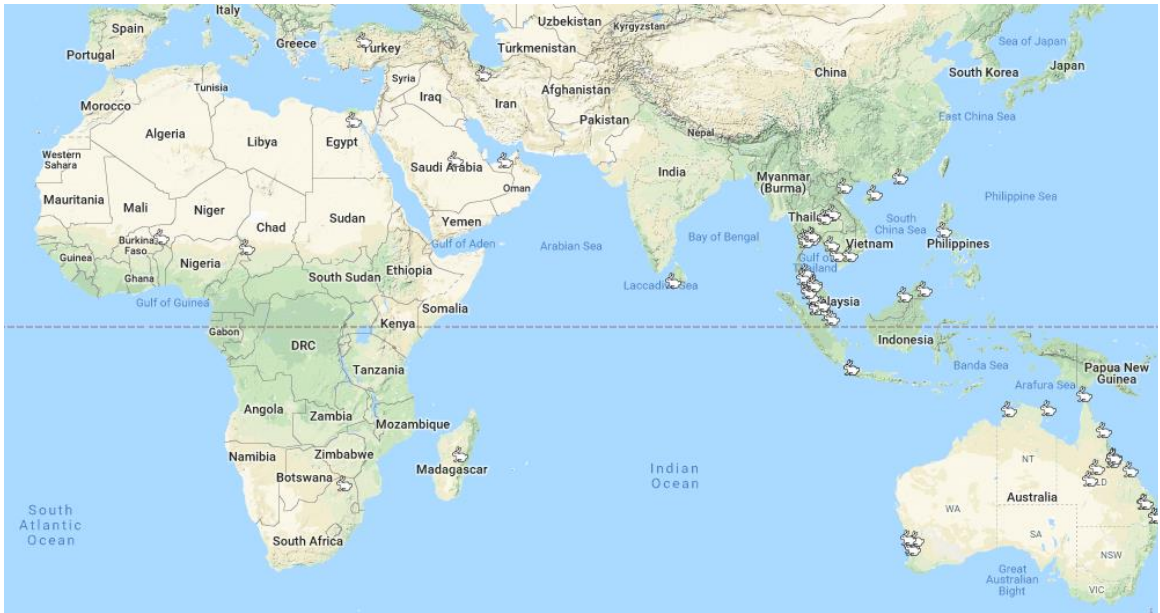 Italy
Spain
Portugal
Greece
Turkey
Uzbekistan
Kyrgyzstan
Turkmenistan
Sea of Japan
South Korea
Japan
China
Tunisia
Syria
Iraq
Iran
Afghanistan
Morocco
Pakistan
East China Sea
Algeria
Libya
Egypt
Nepal
Western
Sahara
Saudi Arabia
India
Myanmar
(Burma)
Oman
Mauritania
Mali
Niger
Chad
Sudan
Yemen
Philippine Sea
Thailand
South
China Sea
Burkina
Faso
Gulf of Aden
Arabian Sea
Bay of Bengal
Vietnam
Philippines
Guinea
Nigeria
Ghana
South Sudan
Ethiopia
Gulf of
Thailand
Laccadive Sea
Gulf of Guinea
Somalia
Malaysia
Gabon
Kenya
DRC
Indonesia
Tanzania
Banda Sea
Papua New
Guinea
Arafura Sea
Angola
Zambia
Mozambique
Namibia
Zimbabwe
Madagascar
Botswana
Indian
Ocean
NT
QLD
Australia
WA
South
Atlantic
Ocean
South Africa
SA
NSW
Great
Australian
Bight
VIC